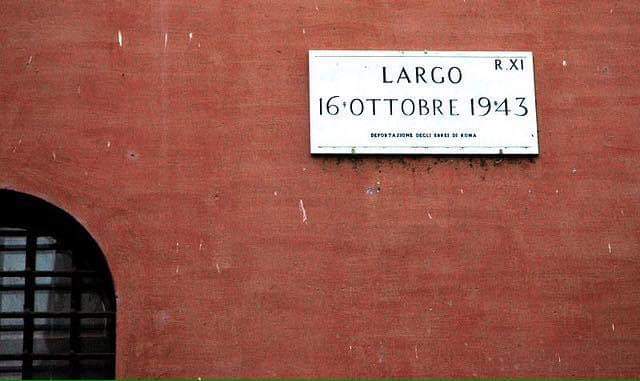 R. XI
LARGO
16 OTTOBRE 1943
DEPORTAZIONE DEGLI EBREI DI ROMA